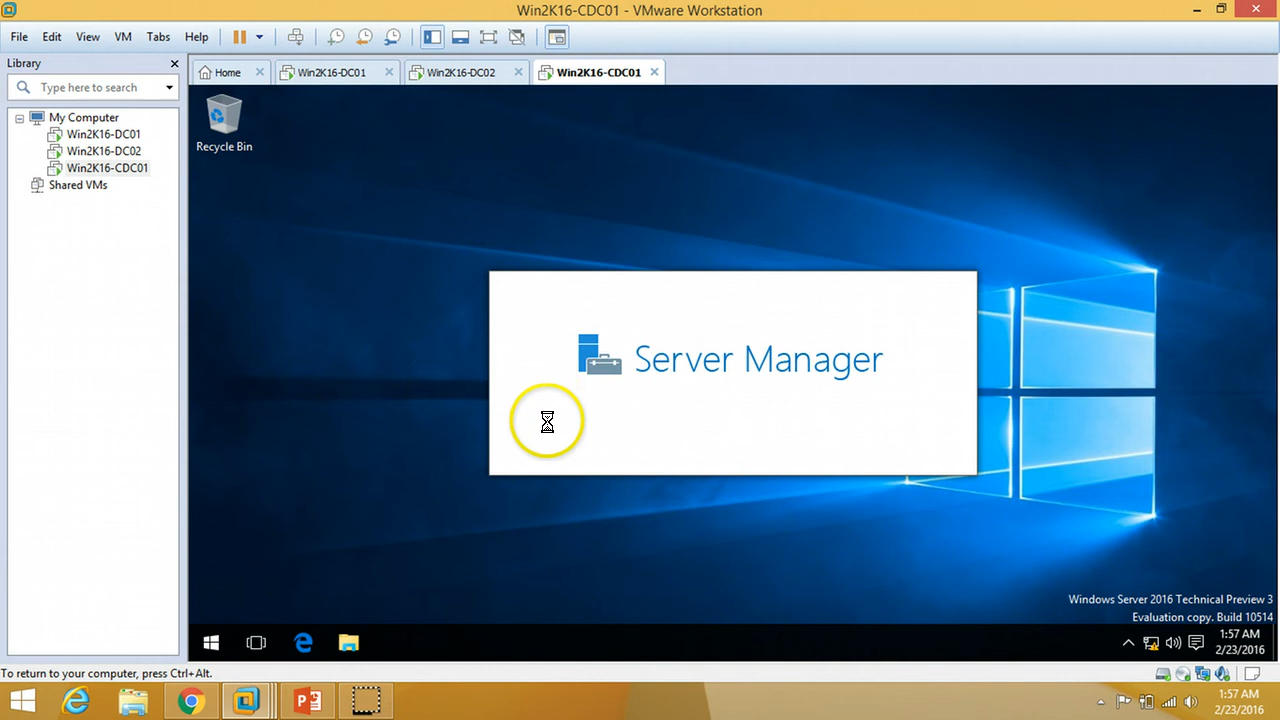 Win2K16-CDC01 - VMware Workstation
File Edit View VM Tabs Help
Library
Type here to search
My Computer
Win2K16-DC01
Win2K16-DC02
Win2K16-CDC01
Shared VMs
Home
Win2K16-DC01
Win2K16-DC02
Win2K16-CDC01
Recycle Bin
Server Manager
Windows Server 2016 Technical Preview 3
Evaluation copy. Build 10514
1:57 AM
2/23/2016
To return to your computer, press Ctrl+Alt.
1:57 AM
2/23/2016